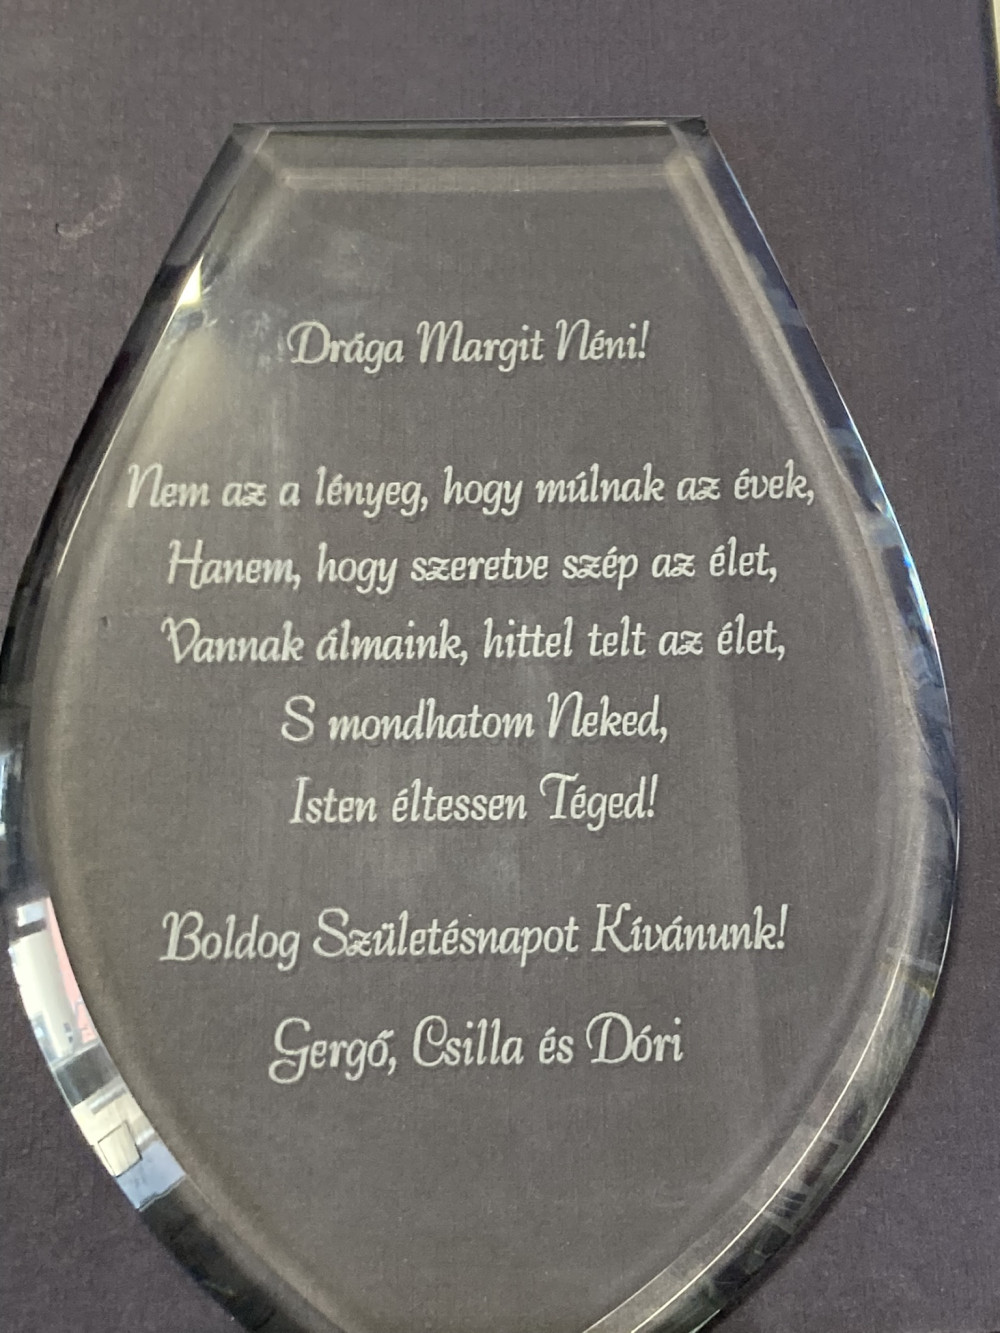 Drága Margit Néni!
Nem az a lényeg, hogy múlnak az évek,
Hanem, hogy szeretve szép az élet,
Vannak álmaink, hittel telt az élet,
S mondhatom Neked,
Isten éltessen Téged!
Boldog Születésnapot Kívánunk!
Gergő, Csilla és Dóri